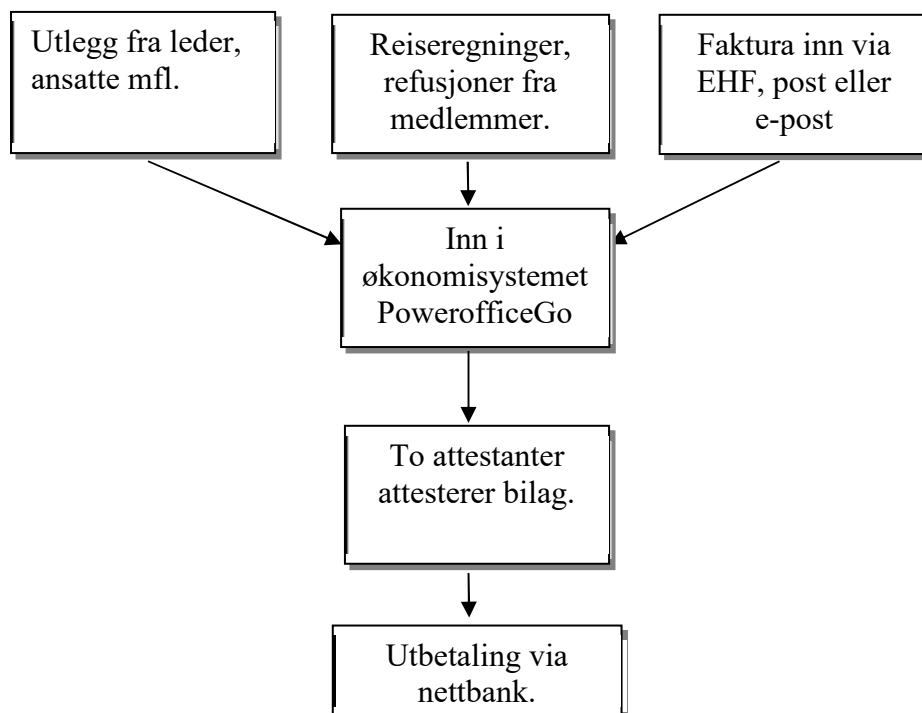 Utlegg fra leder,
ansatte mfl.
Reiseregninger,
refusjoner fra
medlemmer.
Faktura inn via
EHF, post eller
e-post
Inn i
økonomisystemet
PowerofficeGo
To attestanter
attesterer bilag.
Utbetaling via
nettbank.